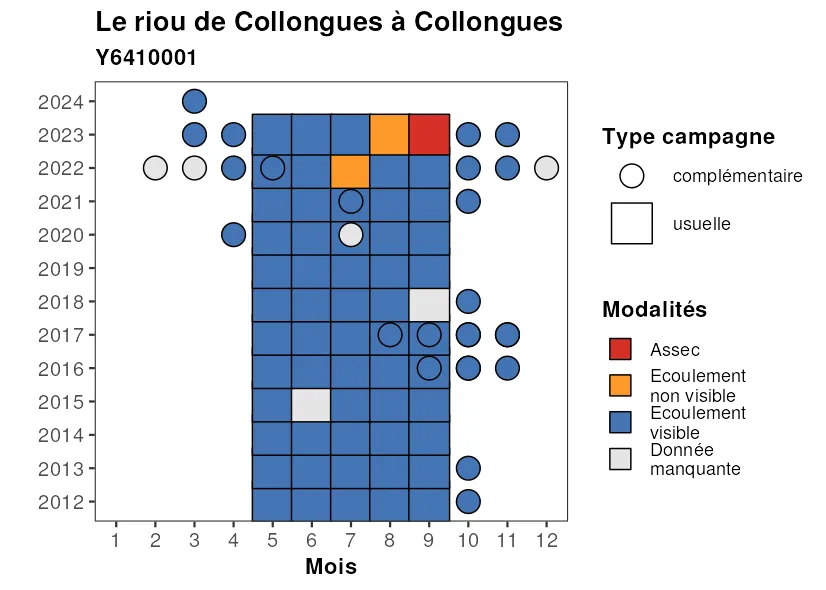 Le riou de Collongues à Collongues
Y6410001
2024
2023
2022
2021
2020
2019
2018
2017
2016
2015
2014
2013
2012
1 2 3 4 5 6 7 8 9 10 11 12
Mois
Type campagne
complémentaire
usuelle
Modalités
Assec
Ecoulement
non visible
Ecoulement
visible
Donnée
manquante